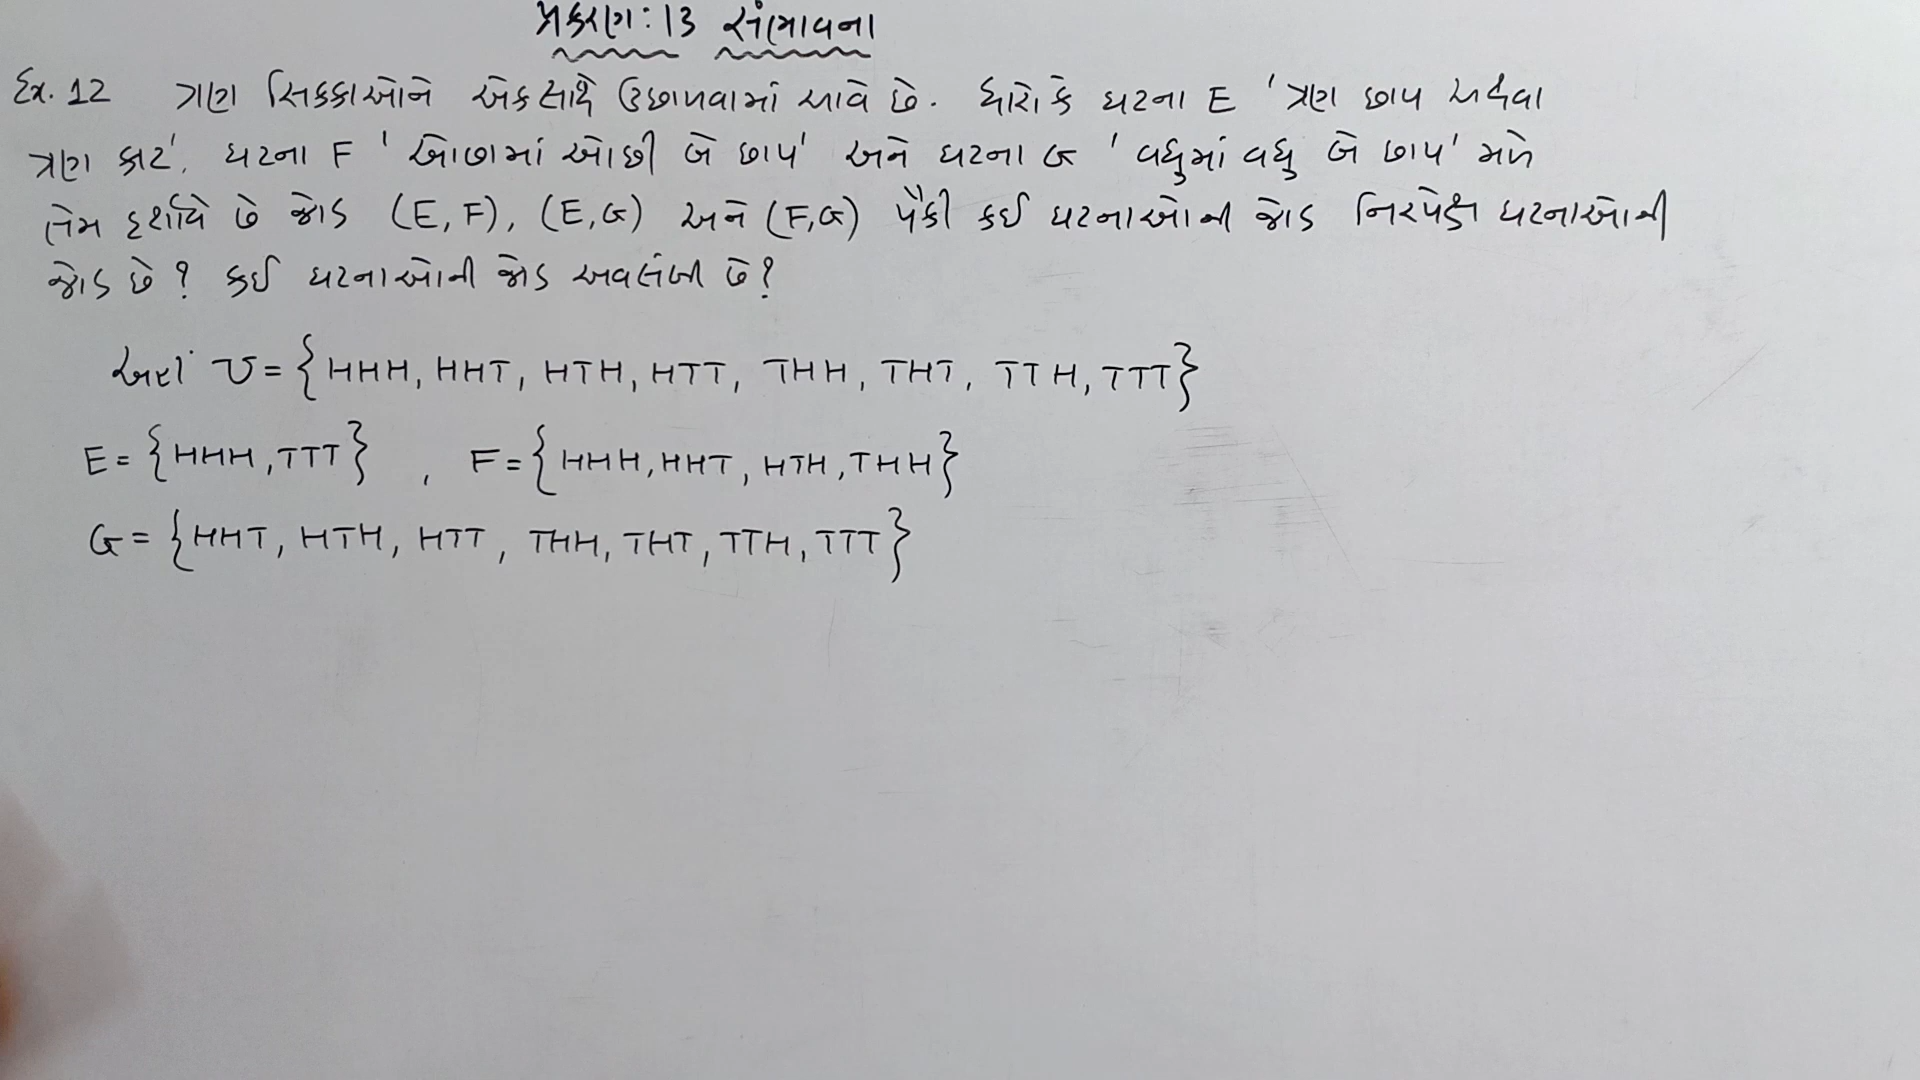 પ્રકરણ: 13 સંભાવના
Ex. 12 ત્રણ સિક્કાઓને એકસાથે ઉછાળવામાં આવે છે. ધારો કે ઘટના E 'ત્રણ છાપ અથવા
ત્રણ કાટ', ઘટના F 'ઓછામાં ઓછી બે છાપ' અને ઘટના G 'વધુમાં વધુ બે છાપ' મળે
તેમ દર્શાવે છે જોડ (E, F), (E, G) અને (F, G) પૈકી કઈ ઘટનાઓની જોડ નિરપેક્ષ ઘટનાઓની
જોડ છે? કઈ ઘટનાઓની જોડ અવલંબી છે?
અહીં U = {HHH, HHT, HTH, HTT, THH, THT, TTH, TTT}
E = {HHH, TTT} , F = {HHH, HHT, HTH, THH}
G = {HHT, HTH, HTT, THH, THT, TTH, TTT}